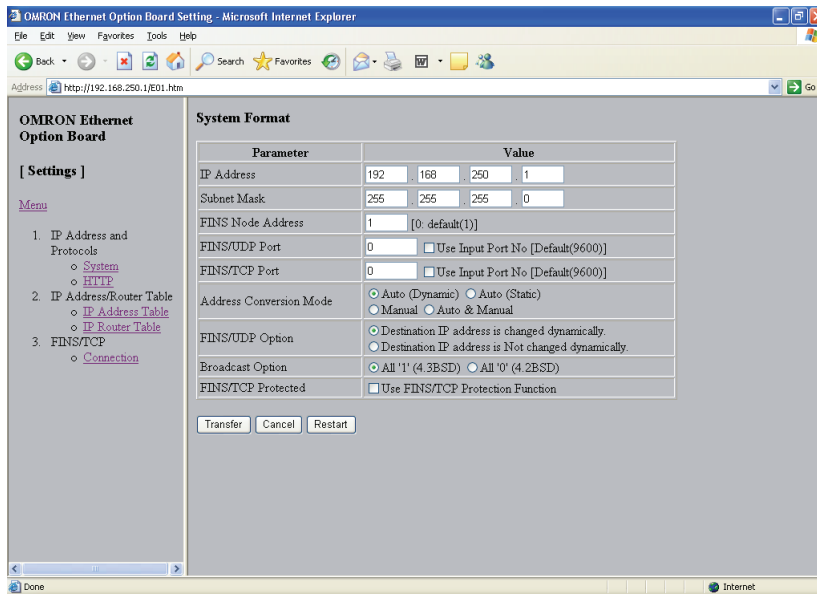 OMRON Ethernet Option Board Setting - Microsoft Internet Explorer
File Edit View Favorites Tools Help
Back Search Favorites
Address http://192.168.250.1/E01.htm Go
OMRON Ethernet
Option Board
[ Settings ]
Menu
1. IP Address and
Protocols
o System
o HTTP
2. IP Address/Router Table
o IP Address Table
o IP Router Table
3. FINS/TCP
o Connection
System Format
Parameter Value
IP Address 192 . 168 . 250 . 1
Subnet Mask 255 . 255 . 255 . 0
FINS Node Address 1 [0: default(1)]
FINS/UDP Port 0 Use Input Port No [Default(9600)]
FINS/TCP Port 0 Use Input Port No [Default(9600)]
Address Conversion Mode Auto (Dynamic) Auto (Static)
Manual Auto & Manual
FINS/UDP Option Destination IP address is changed dynamically.
Destination IP address is Not changed dynamically.
Broadcast Option All '1' (4.3BSD) All '0' (4.2BSD)
FINS/TCP Protected Use FINS/TCP Protection Function
Transfer Cancel Restart
Done Internet